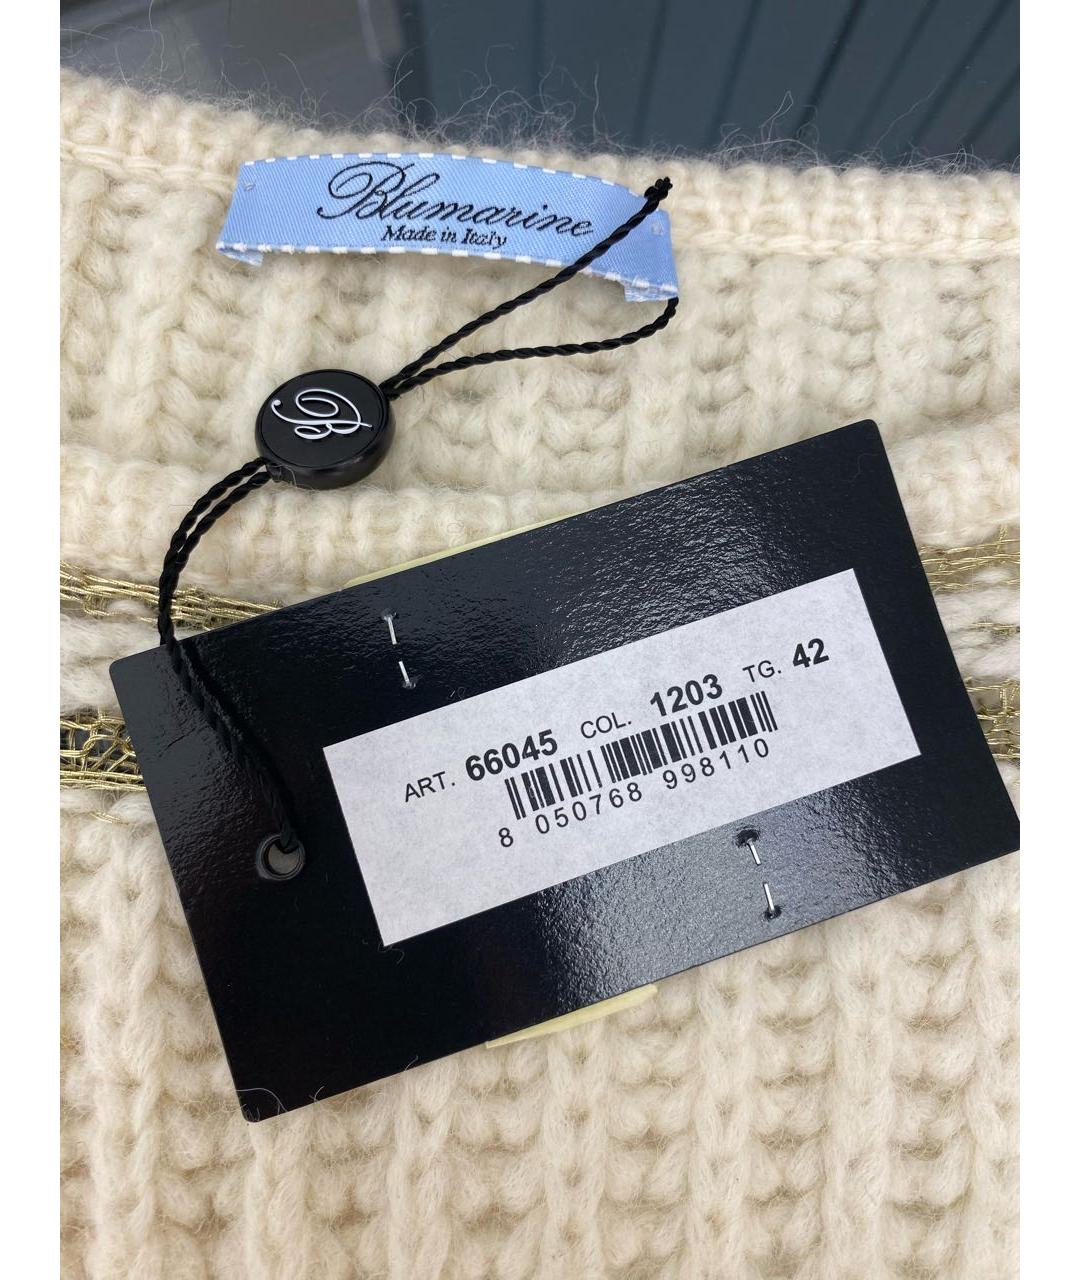 Blumarine
Made in Italy
B
ART. 66045 COL. 1203 TG. 42
8 050768 998110